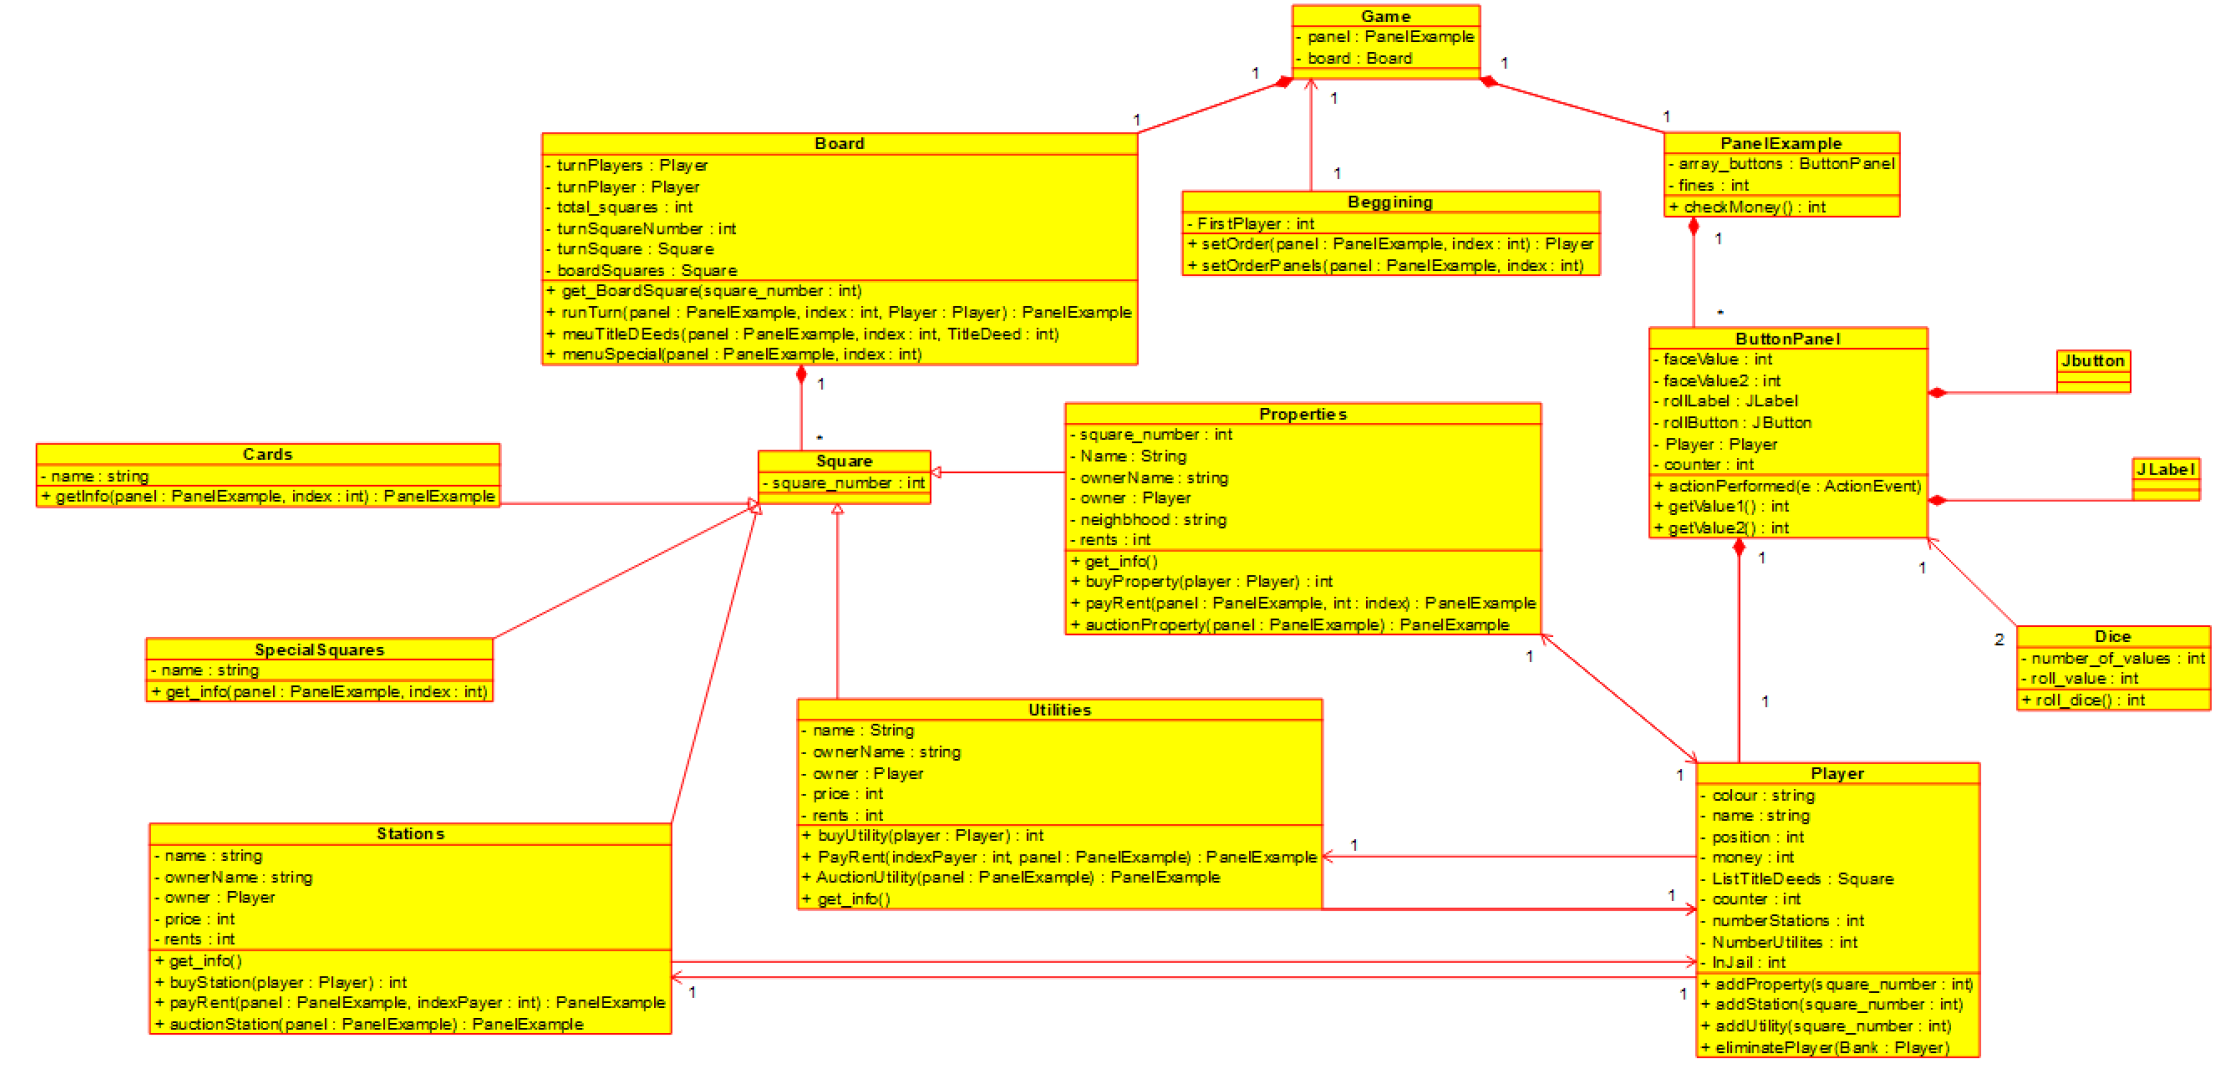 Game
- panel : PanelExample
- board : Board
1
1
1
1
1
1
Board
- turnPlayers : Player
- turnPlayer : Player
- total_squares : int
- turnSquareNumber : int
- turnSquare : Square
- boardSquares : Square
+ get_BoardSquare(square_number : int)
+ runTurn(panel : PanelExample, index : int, Player : Player) : PanelExample
+ meuTitleDEeds(panel : PanelExample, index : int, TitleDeed : int)
+ menuSpecial(panel : PanelExample, index : int)
Beggining
- FirstPlayer : int
+ setOrder(panel : PanelExample, index : int) : Player
+ setOrderPanels(panel : PanelExample, index : int)
PanelExample
- array_buttons : ButtonPanel
- fines : int
+ checkMoney() : int
1
*
ButtonPanel
- faceValue : int
- faceValue2 : int
- rollLabel : JLabel
- rollButton : JButton
- Player : Player
- counter : int
+ actionPerformed(e : ActionEvent)
+ getValue1() : int
+ getValue2() : int
Jbutton
JLabel
1
*
Cards
- name : string
+ getInfo(panel : PanelExample, index : int) : PanelExample
Square
- square_number : int
Properties
- square_number : int
- Name : String
- ownerName : string
- owner : Player
- neighbhood : string
- rents : int
+ get_info()
+ buyProperty(player : Player) : int
+ payRent(panel : PanelExample, int : index) : PanelExample
+ auctionProperty(panel : PanelExample) : PanelExample
1
1
2
Dice
- number_of_values : int
- roll_value : int
+ roll_dice() : int
SpecialSquares
- name : string
+ get_info(panel : PanelExample, index : int)
1
1
1
Utilities
- name : String
- ownerName : string
- owner : Player
- price : int
- rents : int
+ buyUtility(player : Player) : int
+ PayRent(indexPayer : int, panel : PanelExample) : PanelExample
+ AuctionUtility(panel : PanelExample) : PanelExample
+ get_info()
1
1
Player
- colour : string
- name : string
- position : int
- money : int
- ListTitleDeeds : Square
- counter : int
- numberStations : int
- NumberUtilites : int
- InJail : int
+ addProperty(square_number : int)
+ addStation(square_number : int)
+ addUtility(square_number : int)
+ eliminatePlayer(Bank : Player)
Stations
- name : string
- ownerName : string
- owner : Player
- price : int
- rents : int
+ get_info()
+ buyStation(player : Player) : int
+ payRent(panel : PanelExample, indexPayer : int) : PanelExample
+ auctionStation(panel : PanelExample) : PanelExample
1
1